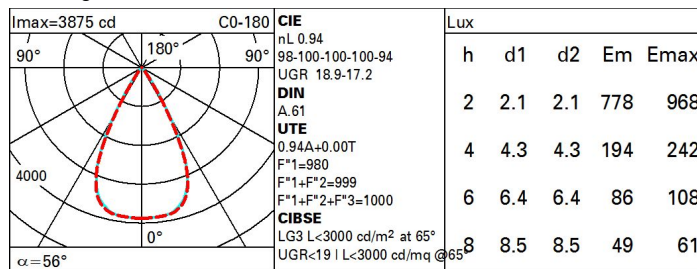 Imax=3875 cd C0-180
90° 180° 90°
4000
0°
α=56°
CIE
nL 0.94
98-100-100-100-94
UGR 18.9-17.2
DIN
A.61
UTE
0.94A+0.00T
F"1=980
F"1+F"2=999
F"1+F"2+F"3=1000
CIBSE
LG3 L<3000 cd/m² at 65°
UGR<19 | L<3000 cd/mq @65°
Lux
h d1 d2 Em Emax
2 2.1 2.1 778 968
4 4.3 4.3 194 242
6 6.4 6.4 86 108
8 8.5 8.5 49 61